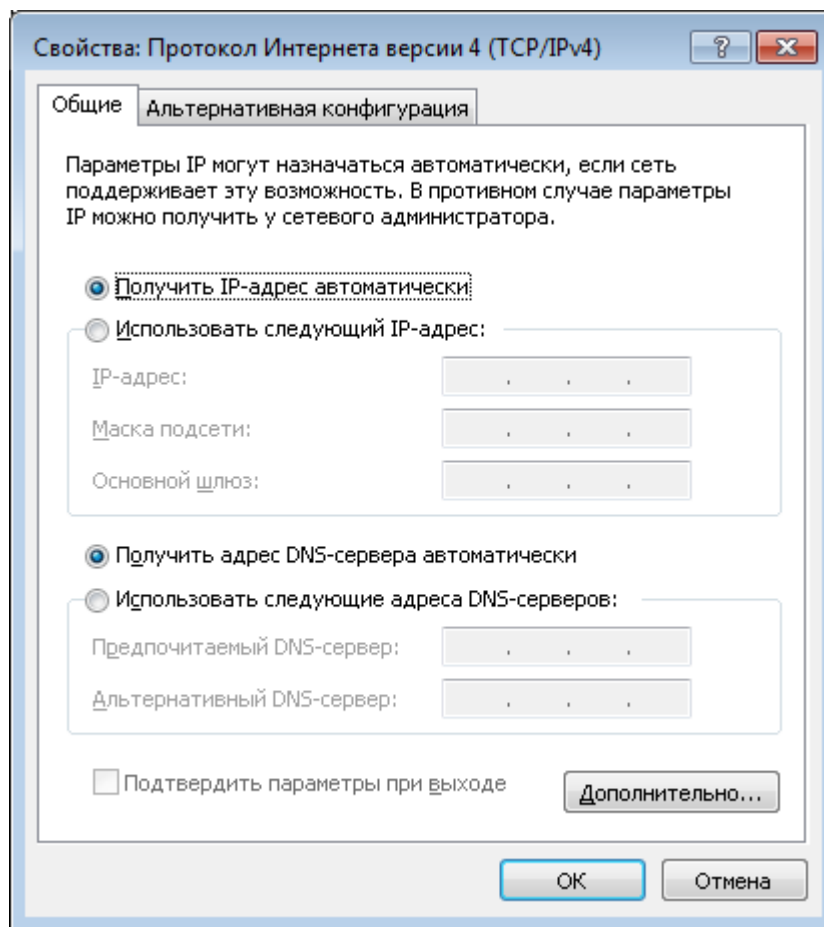 Свойства: Протокол Интернета версии 4 (TCP/IPv4)
Общие
Альтернативная конфигурация
Параметры IP могут назначаться автоматически, если сеть
поддерживает эту возможность. В противном случае параметры
IP можно получить у сетевого администратора.
Получить IP-адрес автоматически
Использовать следующий IP-адрес:
IP-адрес:
Маска подсети:
Основной шлюз:
Получить адрес DNS-сервера автоматически
Использовать следующие адреса DNS-серверов:
Предпочитаемый DNS-сервер:
Альтернативный DNS-сервер:
Подтвердить параметры при выходе
Дополнительно...
ОК
Отмена